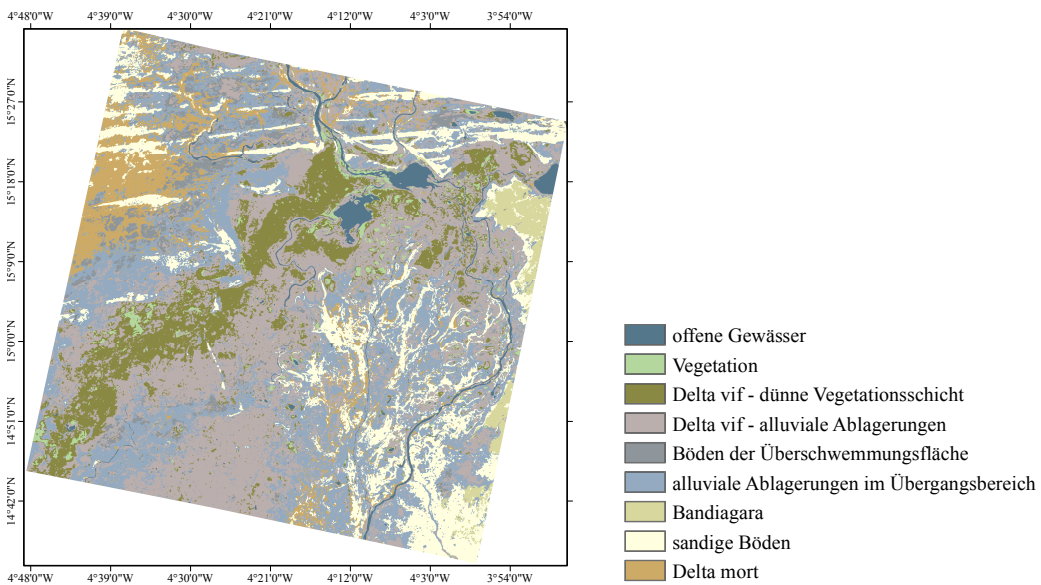 4°48'0"W 4°39'0"W 4°30'0"W 4°21'0"W 4°12'0"W 4°30'0"W 3°54'0"W
15°27'0"N
15°18'0"N
15°9'0"N
15°0'0"N
14°51'0"N
14°42'0"N
4°48'0"W 4°39'0"W 4°30'0"W 4°21'0"W 4°12'0"W 4°30'0"W 3°54'0"W
offene Gewässer
Vegetation
Delta vif - dünne Vegetationsschicht
Delta vif - alluviale Ablagerungen
Böden der Überschwemmungsfläche
alluviale Ablagerungen im Übergangsbereich
Bandiagara
sandige Böden
Delta mort